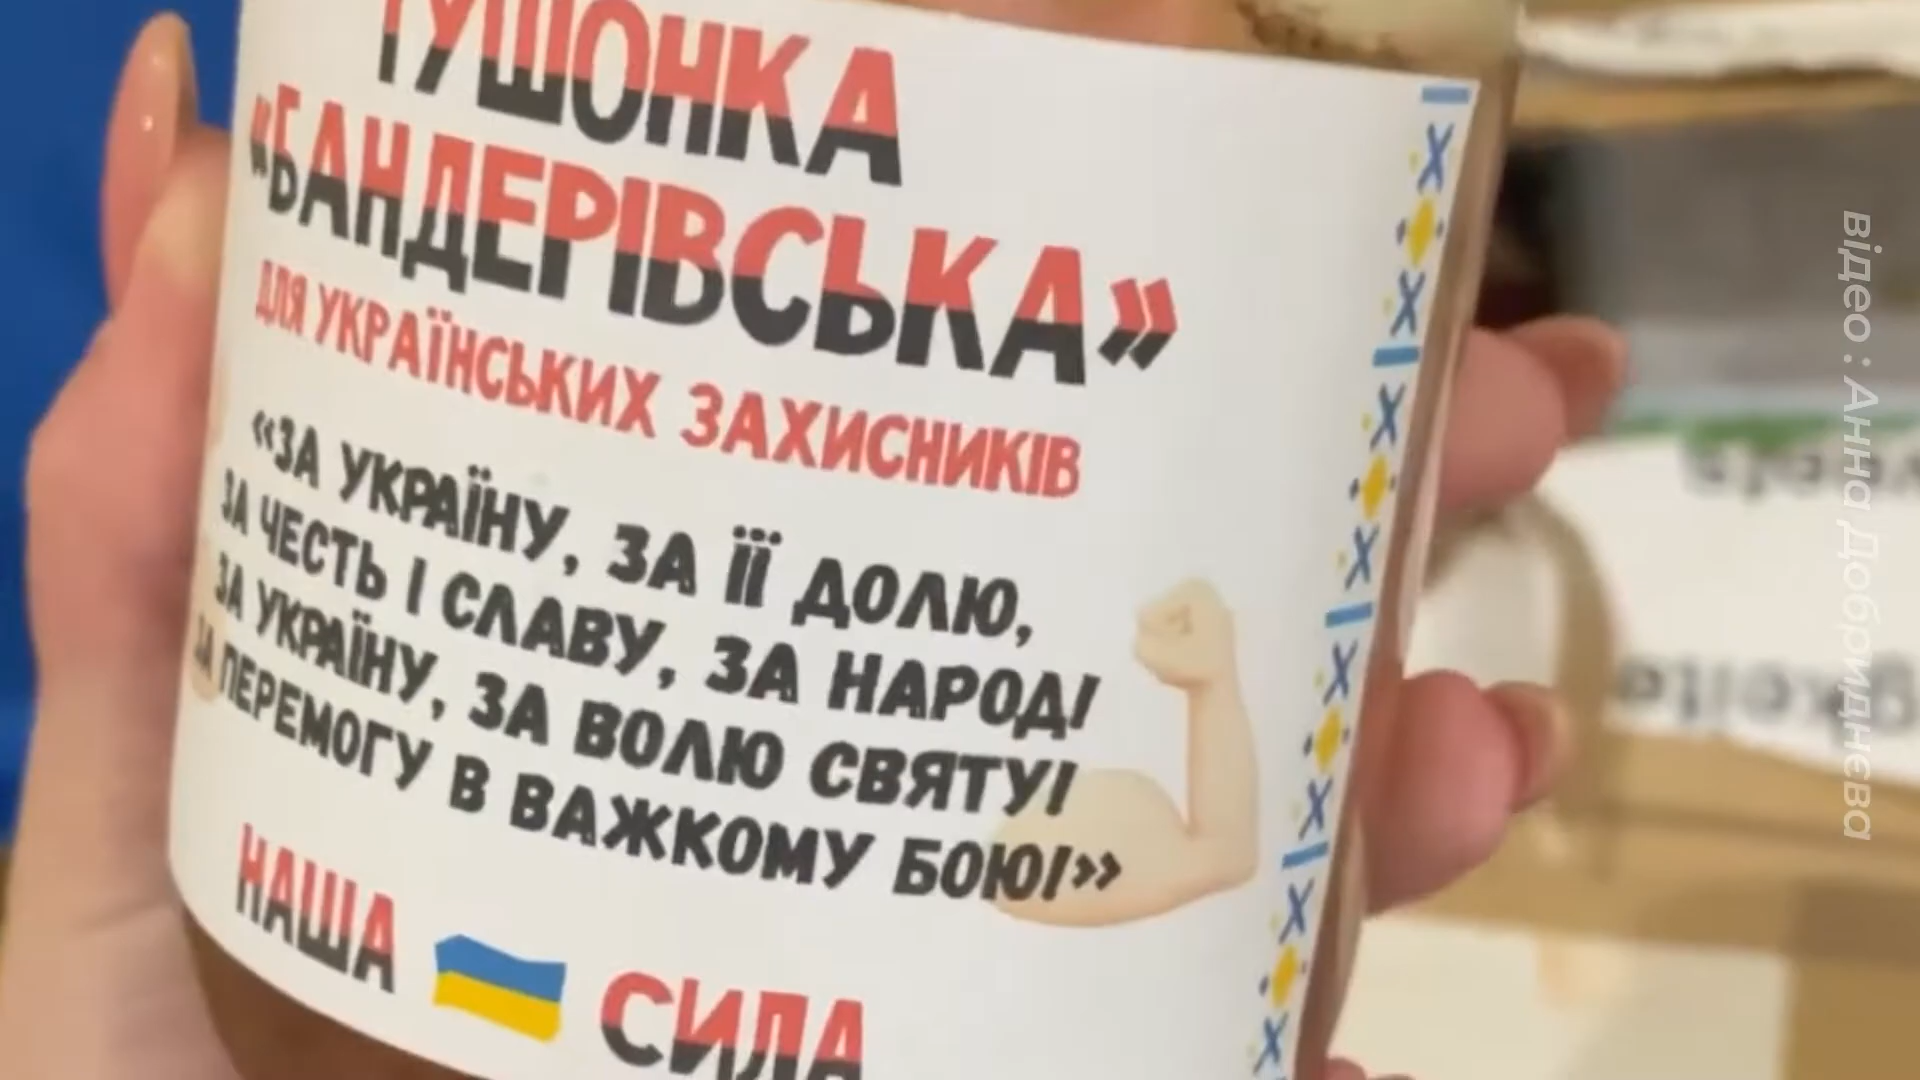 ТУШОНКА
«БАНДЕРІВСЬКА»
ДЛЯ УКРАЇНСЬКИХ ЗАХИСНИКІВ
«ЗА УКРАЇНУ, ЗА ЇЇ ДОЛЮ,
ЗА ЧЕСТЬ І СЛАВУ, ЗА НАРОД!
ЗА УКРАЇНУ, ЗА ВОЛЮ СВЯТУ!
ЗА ПЕРЕМОГУ В ВАЖКОМУ БОЮ!»
НАША СИЛА
відео: Анна Добриднєва